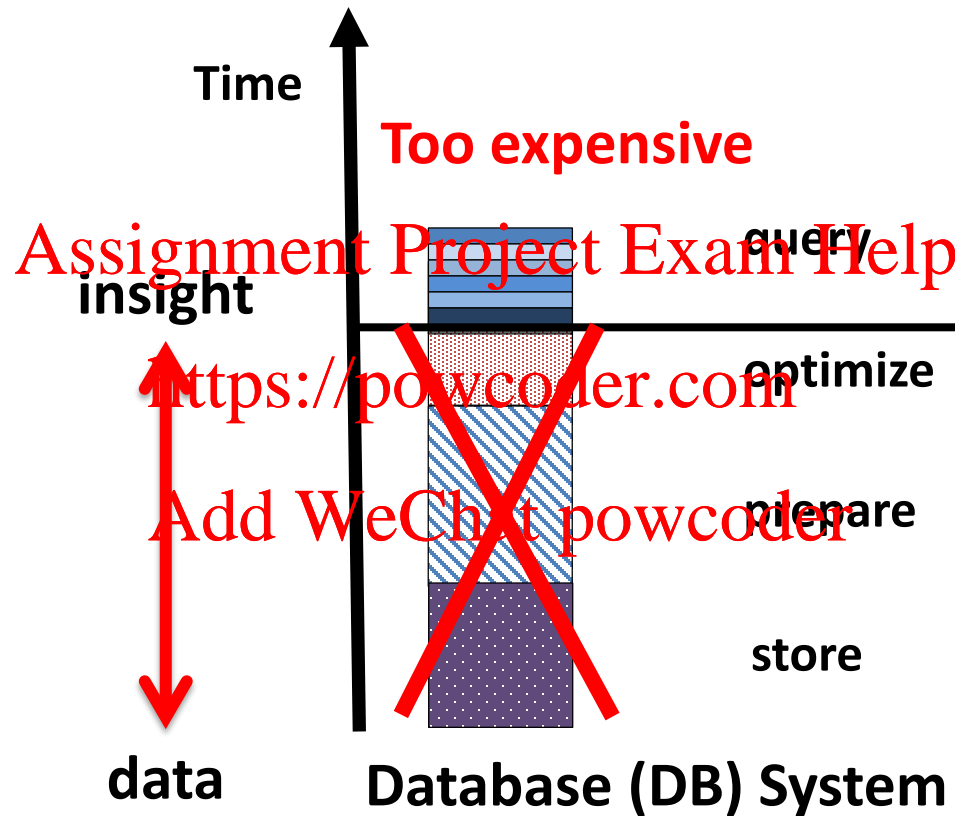 Time
Too expensive
Assignment Project Exam Help
query
insight
optimize
https://powcoder.com
Add WeChat powcoder
prepare
store
data
Database (DB) System